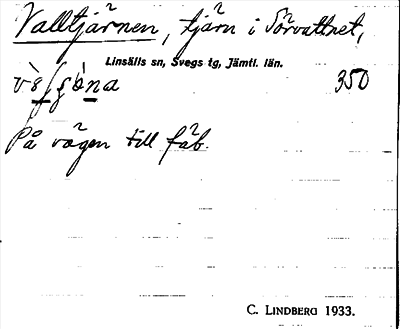 Valltjärnen, tjärn i Sörvattnet,
Linsälls sn, Svegs tg, Jämtl. län.
350
På vägen till fäb.
C. LINDBERG 1933.